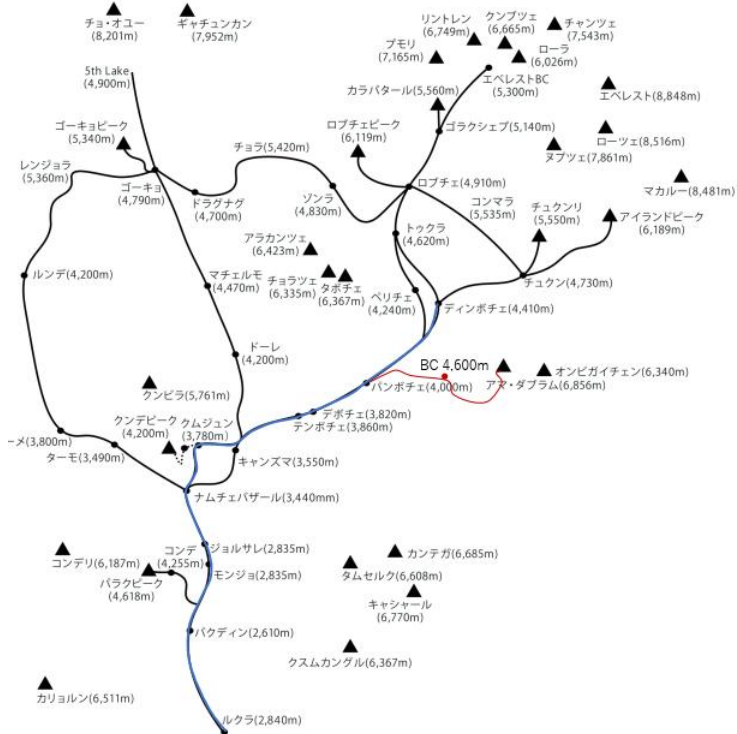 チョ・オユー
(8,201m)
ギャチュンカン
(7,952m)
リントレン
(6,749m)
クンブツェ
(6,665m)
チャンツェ
(7,543m)
プモリ
(7,165m)
ローラ
(6,026m)
5th Lake
(4,900m)
エベレストBC
(5,300m)
カラパタール
(5,560m)
エベレスト(8,848m)
ゴーキョピーク
(5,340m)
ロブチェピーク
(6,119m)
ゴラクシェプ(5,140m)
ローツェ(8,516m)
チョラ(5,420m)
ヌプツェ(7,861m)
レンジョラ
(5,360m)
ゴーキョ
(4,790m)
ドラグナグ
(4,700m)
ゾンラ
(4,830m)
ロブチェ(4,910m)
マカルー(8,481m)
コンマラ
(5,535m)
チュクンリ
(5,550m)
アイランドピーク
(6,189m)
トゥクラ
(4,620m)
アラカンツェ
(6,423m)
チョラツェ
(6,335m)
タボチェ
(6,367m)
ルンデ(4,200m)
マチェルモ
(4,470m)
ペリチェ
(4,240m)
チュクン(4,730m)
ディンボチェ(4,410m)
ドーレ
(4,200m)
BC 4,600m
パンボチェ(4,000m)
アマ・ダブラム
(6,856m)
オンビガイチェン(6,340m)
クンビラ(5,761m)
デボチェ(3,820m)
テンボチェ(3,860m)
クンデピーク
(4,200m)
クムジュン
(3,780m)
ーメ(3,800m)
ターモ(3,490m)
キャンズマ(3,550m)
ナムチェバザール(3,440mm)
コンデリ(6,187m)
コンデ
(4,255m)
ジョルサレ(2,835m)
モンジョ(2,835m)
パラクピーク
(4,618m)
カンテガ(6,685m)
タムセルク(6,608m)
キャシャール
(6,770m)
パクディン(2,610m)
クスムカングル(6,367m)
カリョルン(6,511m)
ルクラ(2,840m)